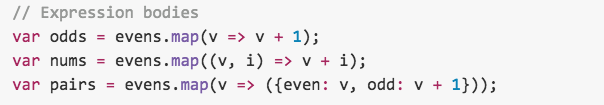 // Expression bodies
var odds = evens.map(v => v + 1);
var nums = evens.map((v, i) => v + i);
var pairs = evens.map(v => ({even: v, odd: v + 1}));